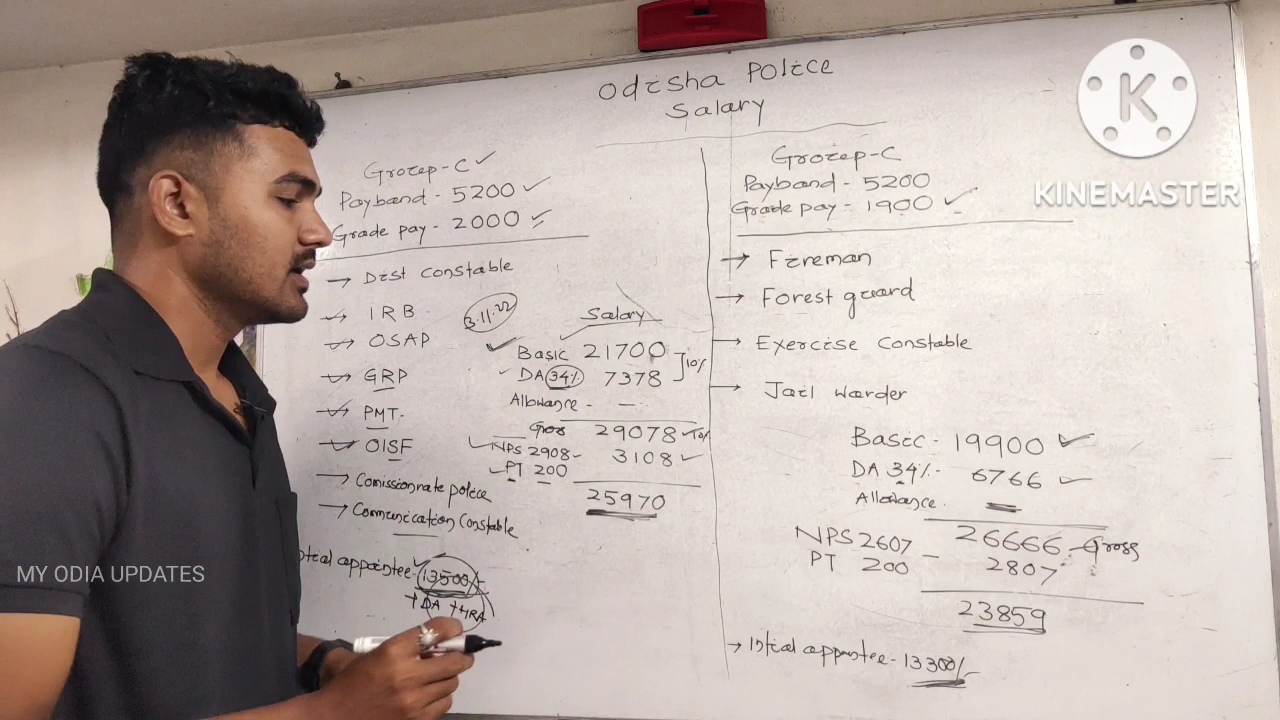 Odisha Police
Salary
Group-C
Payband - 5200
Grade pay - 2000
→ Dist Constable
→ IRB
→ OSAP
→ GRP
→ PMT.
→ OISF
→ Comissionrate police
→ Communication Constable
3.11.22
Salary
Basic 21700
DA 34% 7378
10%
Allowance - —
Gross 29078 10%
NPS 2908 - 3108
PT 200
25970
tial appointee - 13500/-
+ DA + HRA
Group-C
Payband - 5200
Grade pay - 1900
→ Fireman
→ Forest guard
→ Exercise Constable
→ Jail Warder
Basic - 19900
DA 34% - 6766
Allowance. —
26666 - Gross
NPS 2607 - 2807
PT 200
23859
→ Intial appointee - 13300/-
KINEMASTER
MY ODIA UPDATES